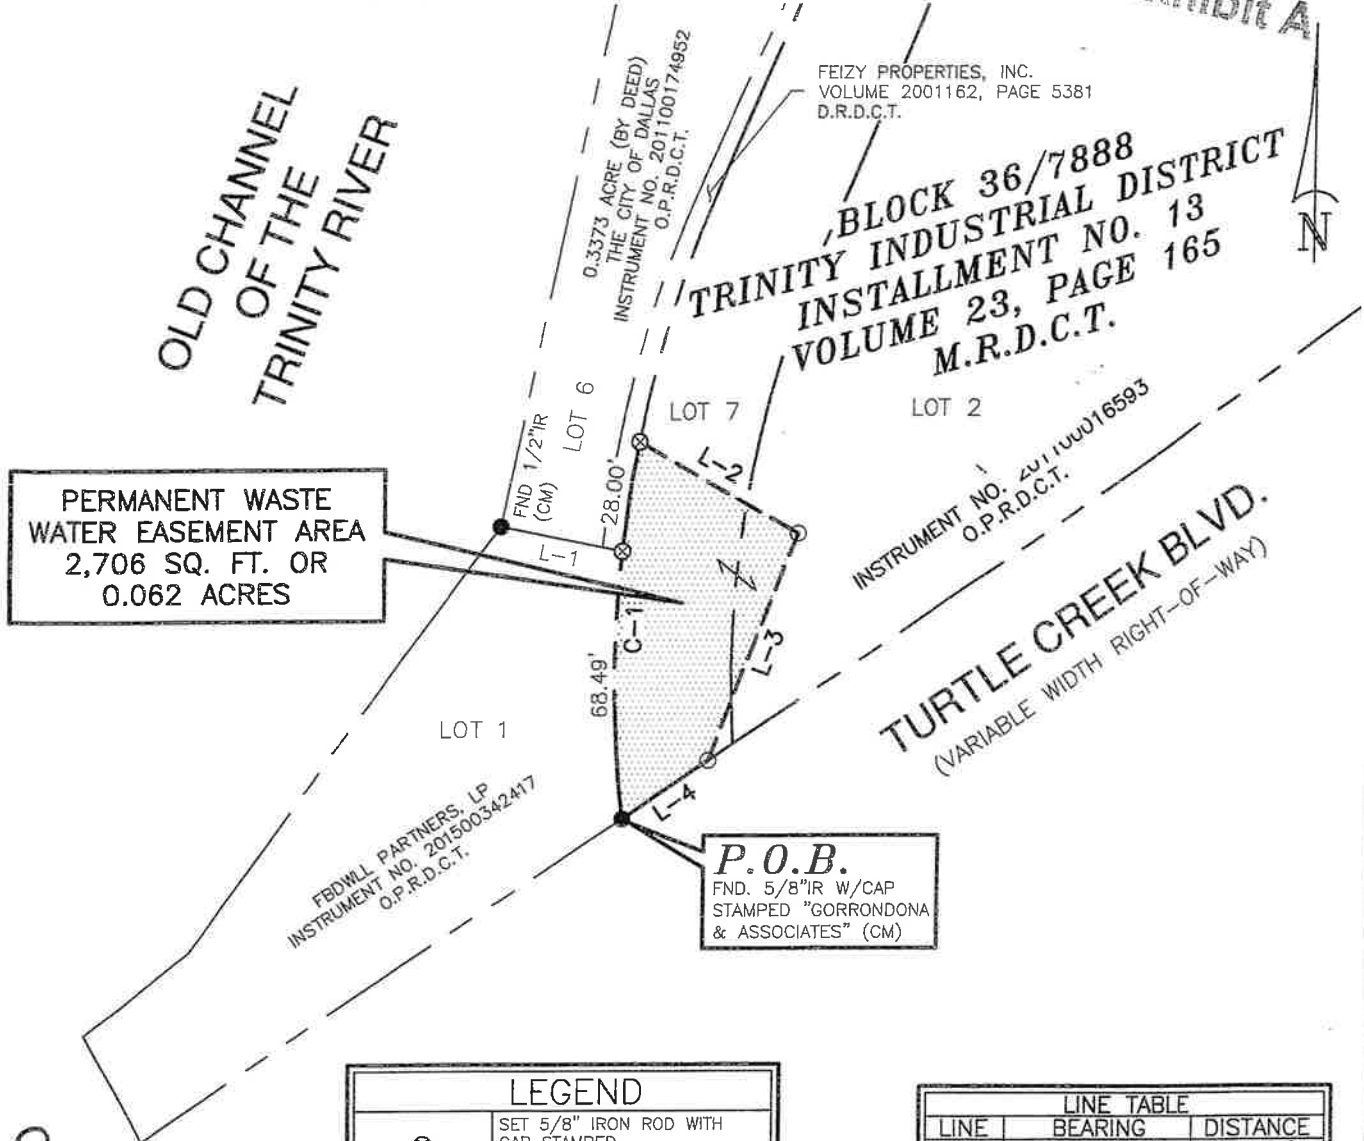 Exhibit A
FEIZY PROPERTIES, INC.
VOLUME 2001162, PAGE 5381
D.R.D.C.T.
OLD CHANNEL
OF THE
TRINITY RIVER
0.3373 ACRE (BY DEED)
THE CITY OF DALLAS
INSTRUMENT NO. 201100174952
O.P.R.D.C.T.
BLOCK 36/7888
TRINITY INDUSTRIAL DISTRICT
INSTALLMENT NO. 13
VOLUME 23, PAGE 165
M.R.D.C.T.
N
LOT 6
LOT 7
LOT 2
FND 1/2"IR
(CM)
28.00'
L-1
L-2
L-3
C-1
68.49'
L-4
INSTRUMENT NO. 201100016593
O.P.R.D.C.T.
PERMANENT WASTE
WATER EASEMENT AREA
2,706 SQ. FT. OR
0.062 ACRES
TURTLE CREEK BLVD.
(VARIABLE WIDTH RIGHT-OF-WAY)
LOT 1
FBDWLL PARTNERS, LP
INSTRUMENT NO. 201500342417
O.P.R.D.C.T.
P.O.B.
FND. 5/8"IR W/CAP
STAMPED "GORRONDONA
& ASSOCIATES" (CM)
LEGEND
SET 5/8" IRON ROD WITH
CAP STAMPED
LINE TABLE
LINE BEARING DISTANCE